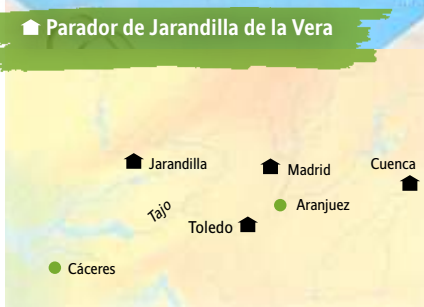 Parador de Jarandilla de la Vera
Jarandilla
Madrid
Cuenca
Tajo
Aranjuez
Toledo
Cáceres